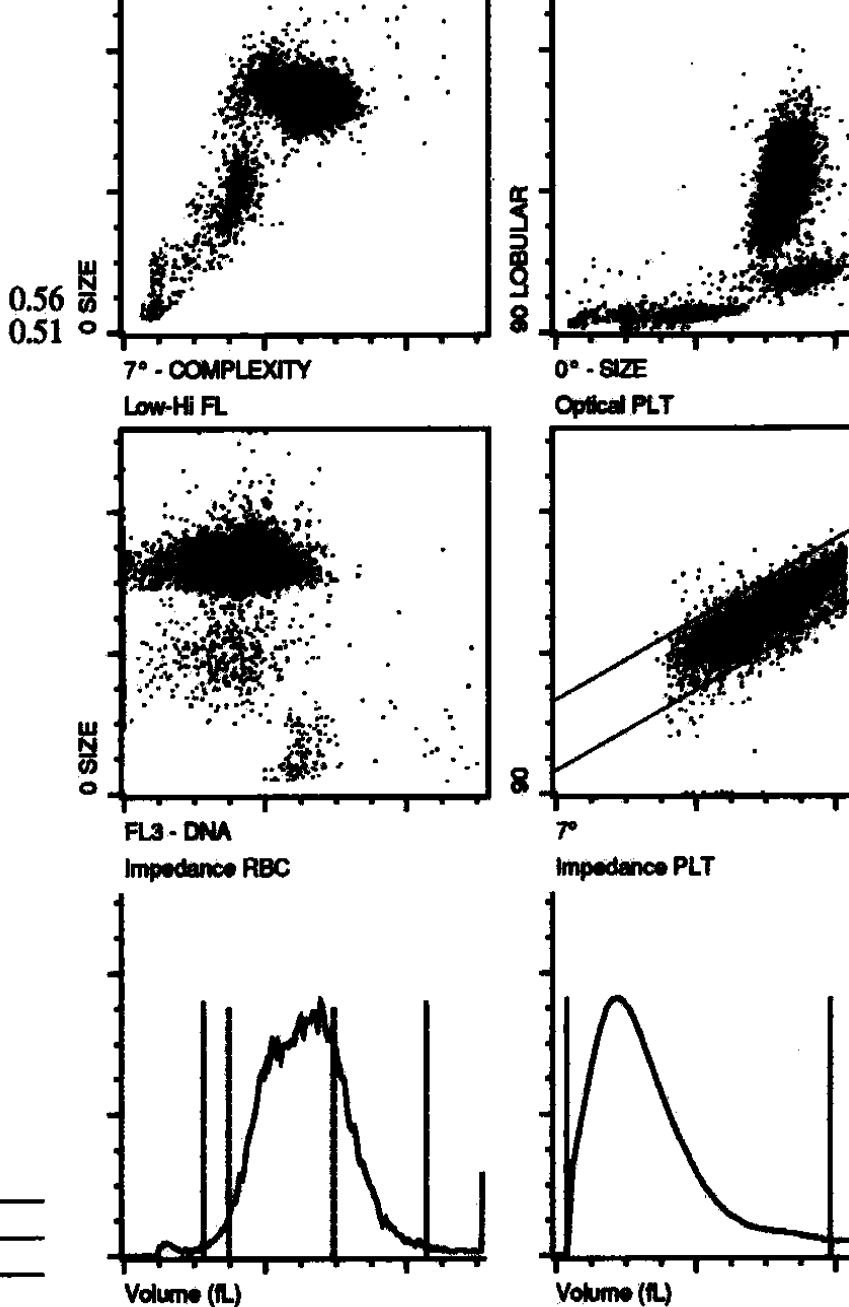 0 SIZE
90 LOBULAR
0.56
0.51
7° - COMPLEXITY
0° - SIZE
Low-Hi FL
Optical PLT
0 SIZE
90
FL3 - DNA
7°
Impedance RBC
Impedance PLT
Volume (fL)
Volume (fL)